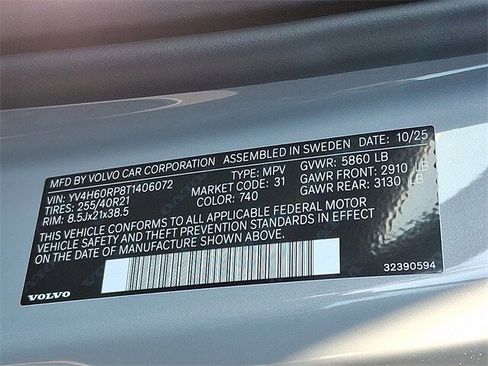 MFD BY VOLVO CAR CORPORATION ASSEMBLED IN SWEDEN DATE: 10/25
VIN: YV4H60RP8T1406072 TYPE: MPV GVWR: 5860 LB
TIRES: 255/40R21 MARKET CODE: 31 GAWR FRONT: 2910 LB
RIM: 8.5Jx21x38.5 COLOR: 740 GAWR REAR: 3130 LB
THIS VEHICLE CONFORMS TO ALL APPLICABLE FEDERAL MOTOR
VEHICLE SAFETY AND THEFT PREVENTION STANDARDS IN EFFECT
ON THE DATE OF MANUFACTURE SHOWN ABOVE.
VOLVO 32390594